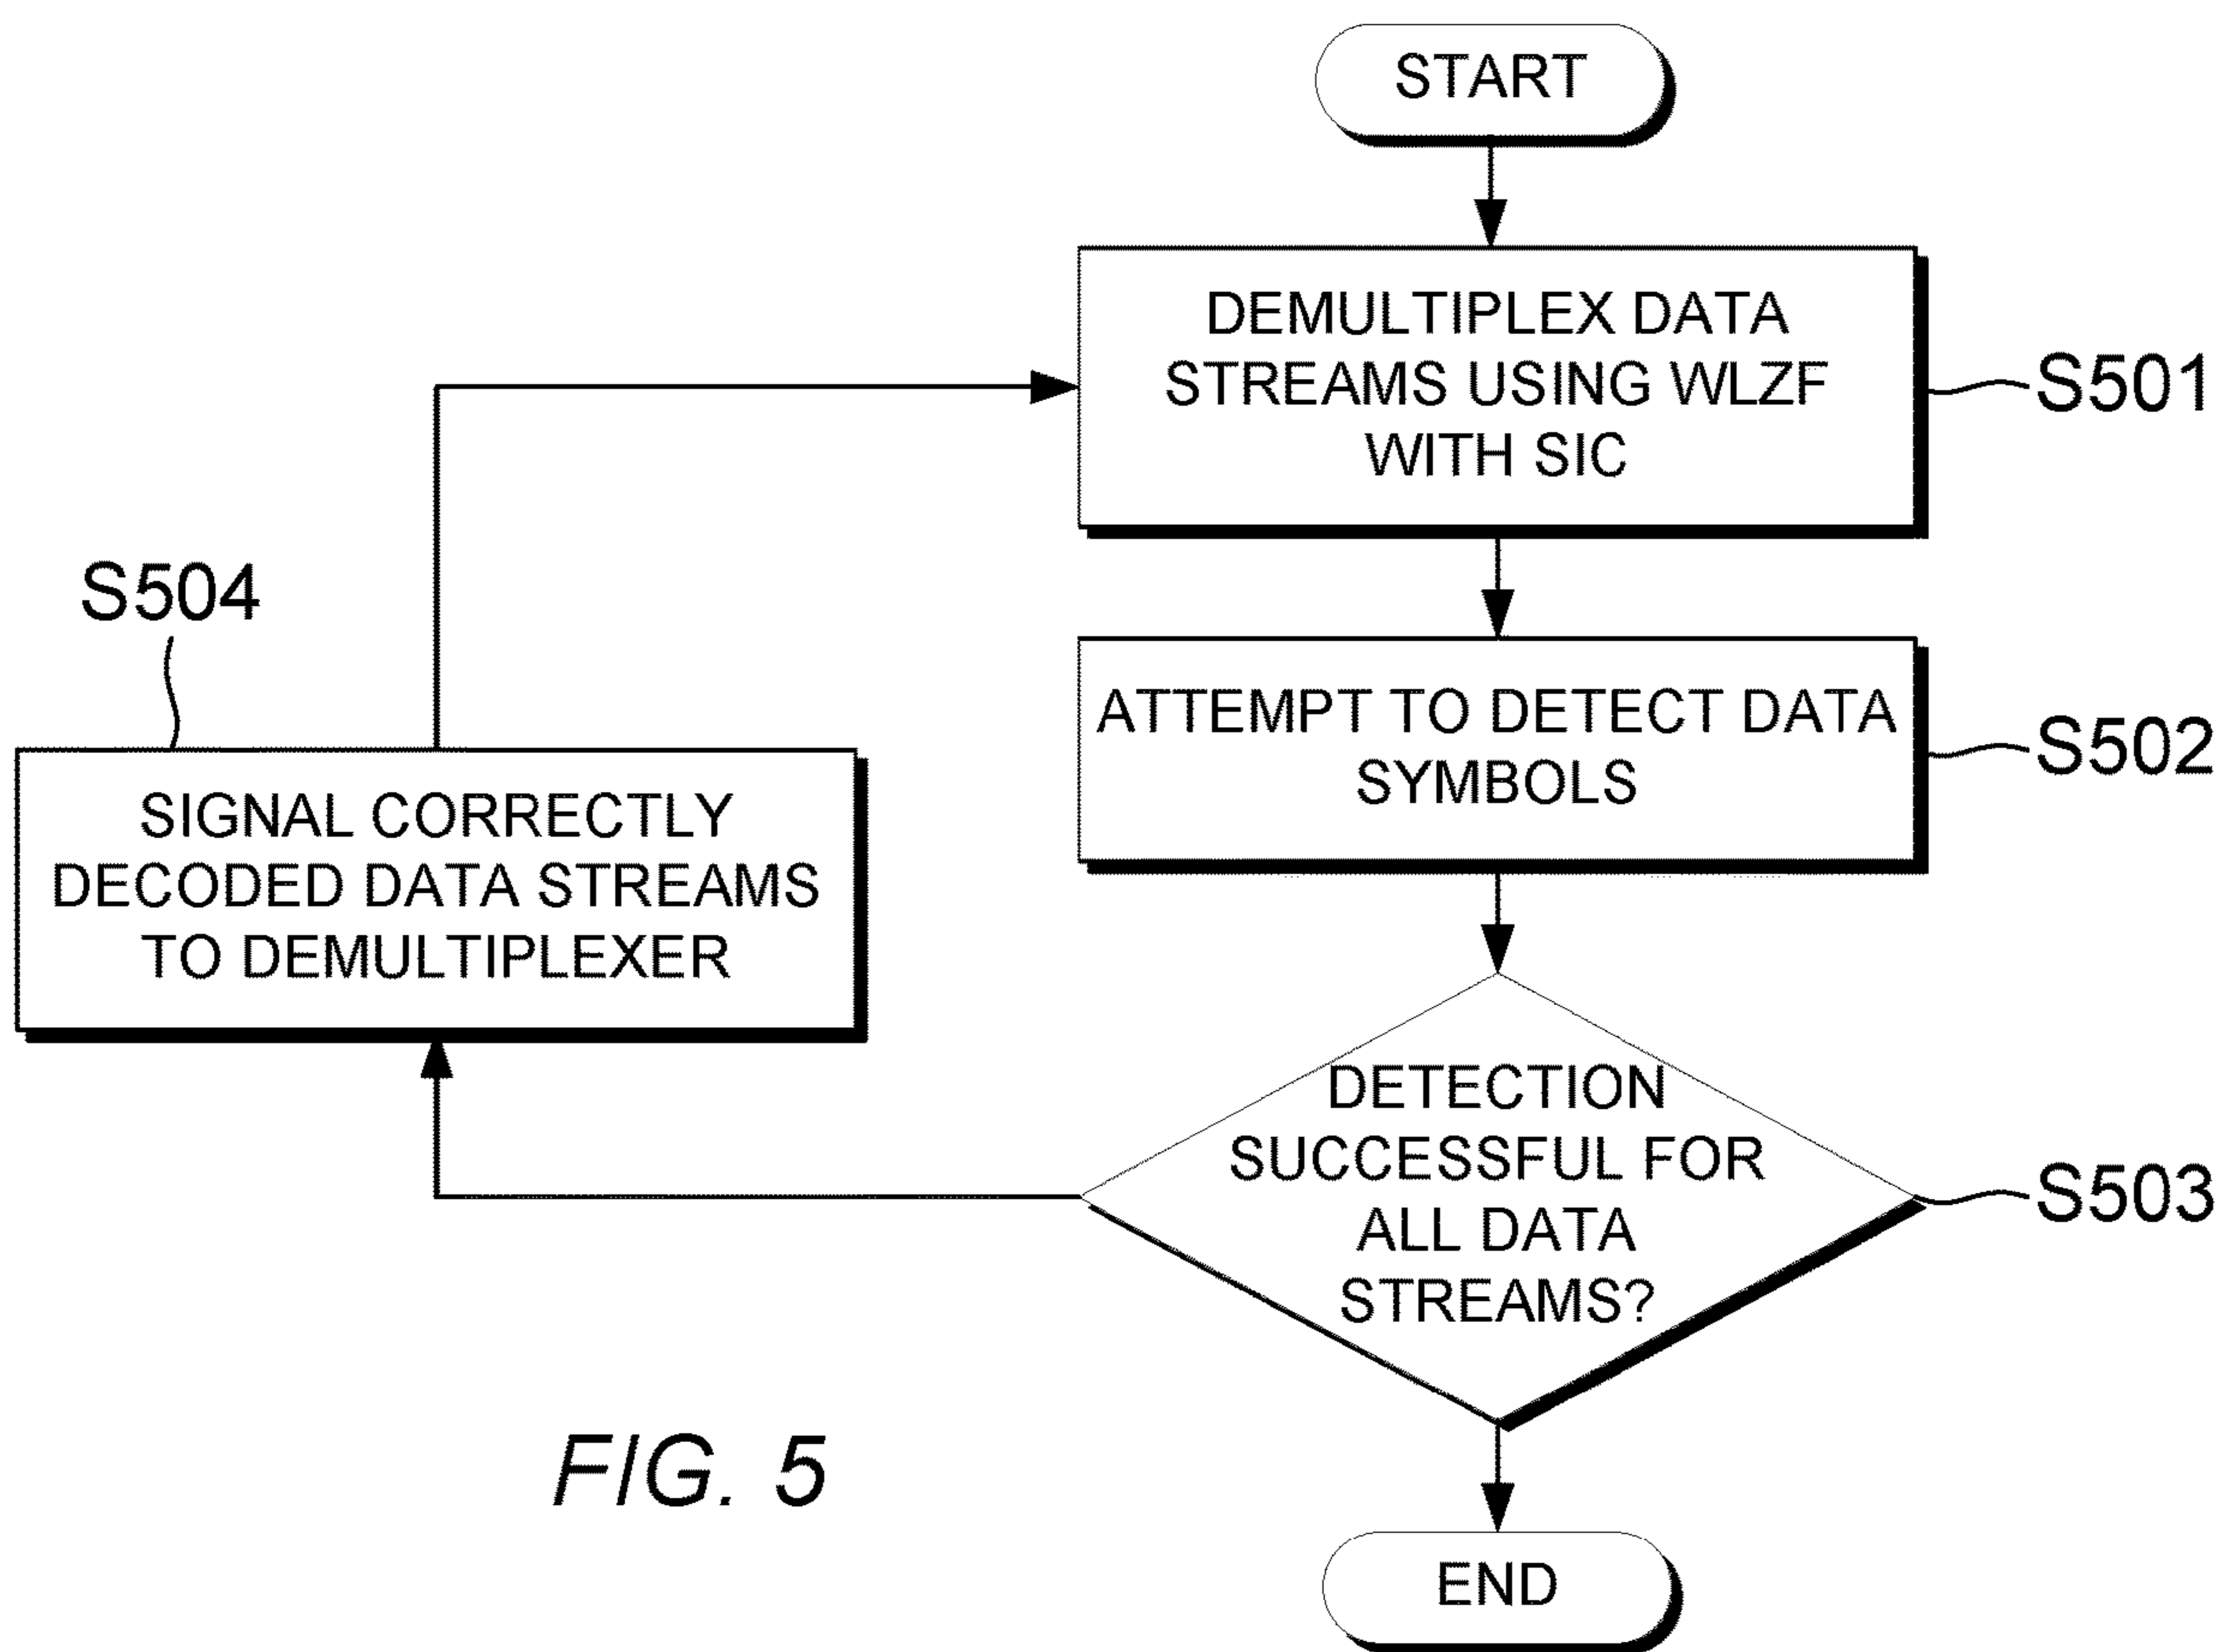 START
DEMULTIPLEX DATA
STREAMS USING WLZF
WITH SIC
S501
ATTEMPT TO DETECT DATA
SYMBOLS
S502
DETECTION
SUCCESSFUL FOR
ALL DATA
STREAMS?
S503
S504
SIGNAL CORRECTLY
DECODED DATA STREAMS
TO DEMULTIPLEXER
END
FIG. 5